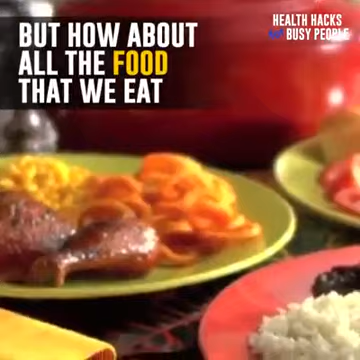 BUT HOW ABOUT
ALL THE FOOD
THAT WE EAT
HEALTH HACKS
BUSY PEOPLE